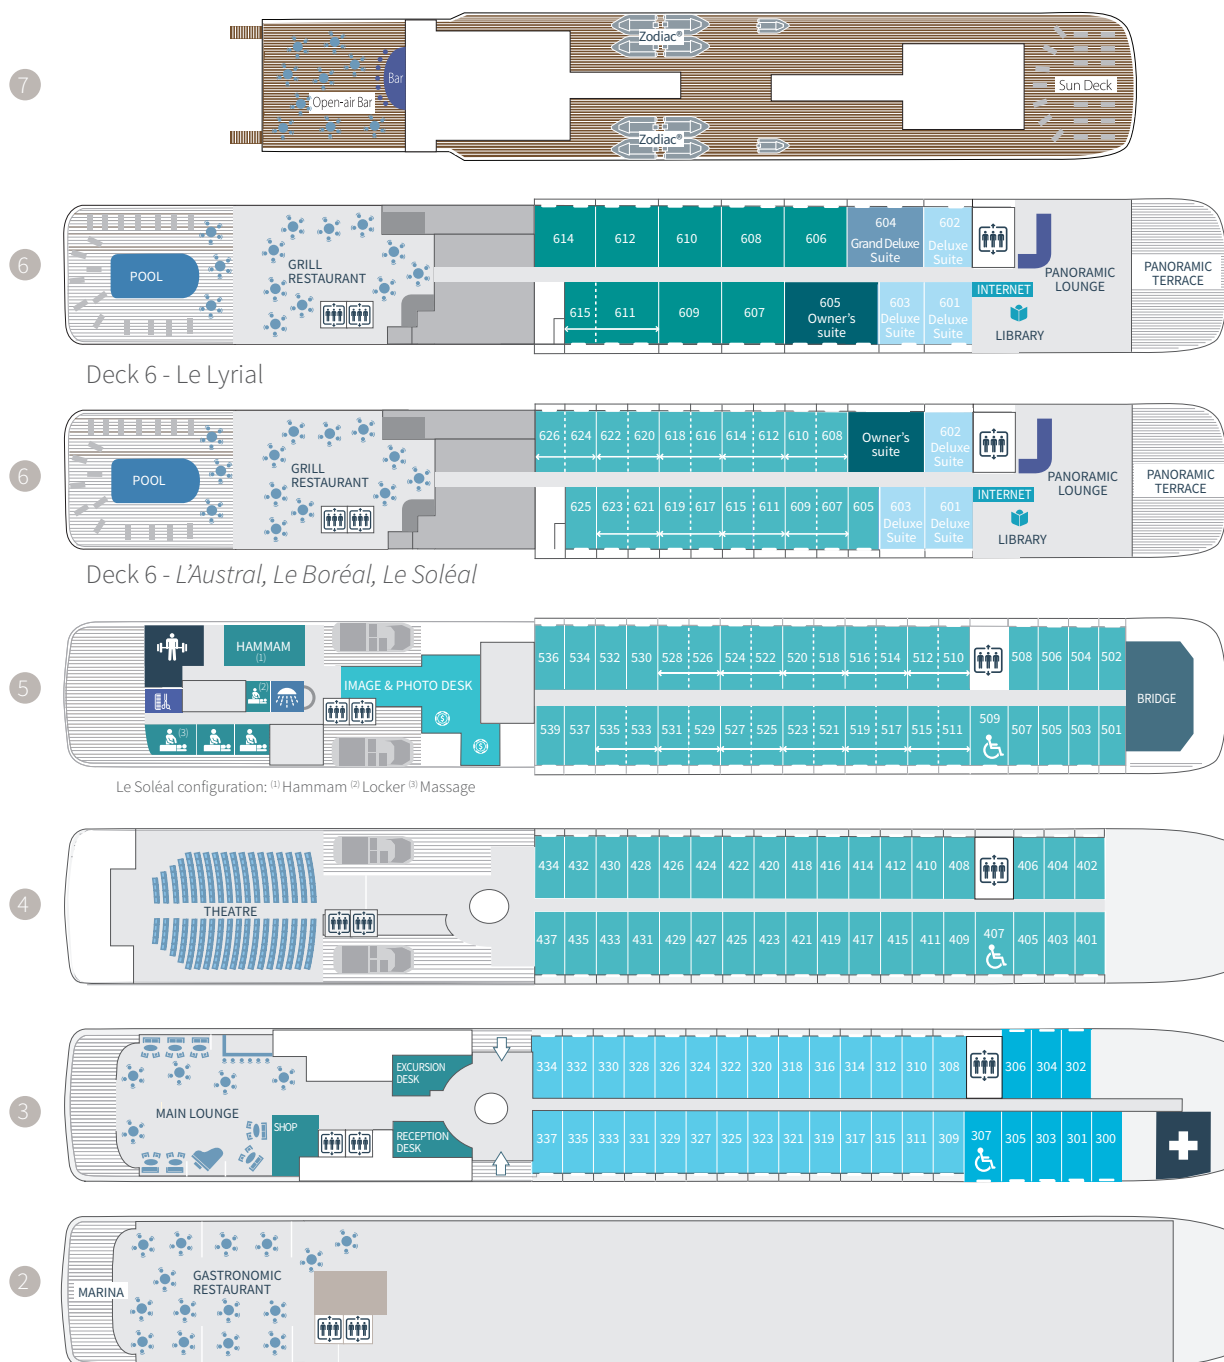 7
Zodiac®
Bar
Open-air Bar
Sun Deck
Zodiac®
6
614
612
610
608
606
604
Grand Deluxe
Suite
602
Deluxe
Suite
POOL
GRILL
RESTAURANT
PANORAMIC
LOUNGE
PANORAMIC
TERRACE
INTERNET
LIBRARY
615
611
609
607
605
Owner's
suite
603
Deluxe
Suite
601
Deluxe
Suite
Deck 6 - Le Lyrial
6
626 624 622 620 618 616 614 612 610 608
Owner's
suite
602
Deluxe
Suite
POOL
GRILL
RESTAURANT
PANORAMIC
LOUNGE
PANORAMIC
TERRACE
INTERNET
LIBRARY
625 623 621 619 617 615 611 609 607 605
603
Deluxe
Suite
601
Deluxe
Suite
Deck 6 - L'Austral, Le Boréal, Le Soléal
5
HAMMAM
(1)
(2)
(3)
IMAGE & PHOTO DESK
536 534 532 530 528 526 524 522 520 518 516 514 512 510 508 506 504 502
BRIDGE
539 537 535 533 531 529 527 525 523 521 519 517 515 511 509 507 505 503 501
Le Soléal configuration: (1) Hammam (2) Locker (3) Massage
4
THEATRE
434 432 430 428 426 424 422 420 418 416 414 412 410 408 406 404 402
437 435 433 431 429 427 425 423 421 419 417 415 411 409 407 405 403 401
3
MAIN LOUNGE
SHOP
EXCURSION
DESK
RECEPTION
DESK
334 332 330 328 326 324 322 320 318 316 314 312 310 308 306 304 302
337 335 333 331 329 327 325 323 321 319 317 315 311 309 307 305 303 301 300
2
MARINA
GASTRONOMIC
RESTAURANT